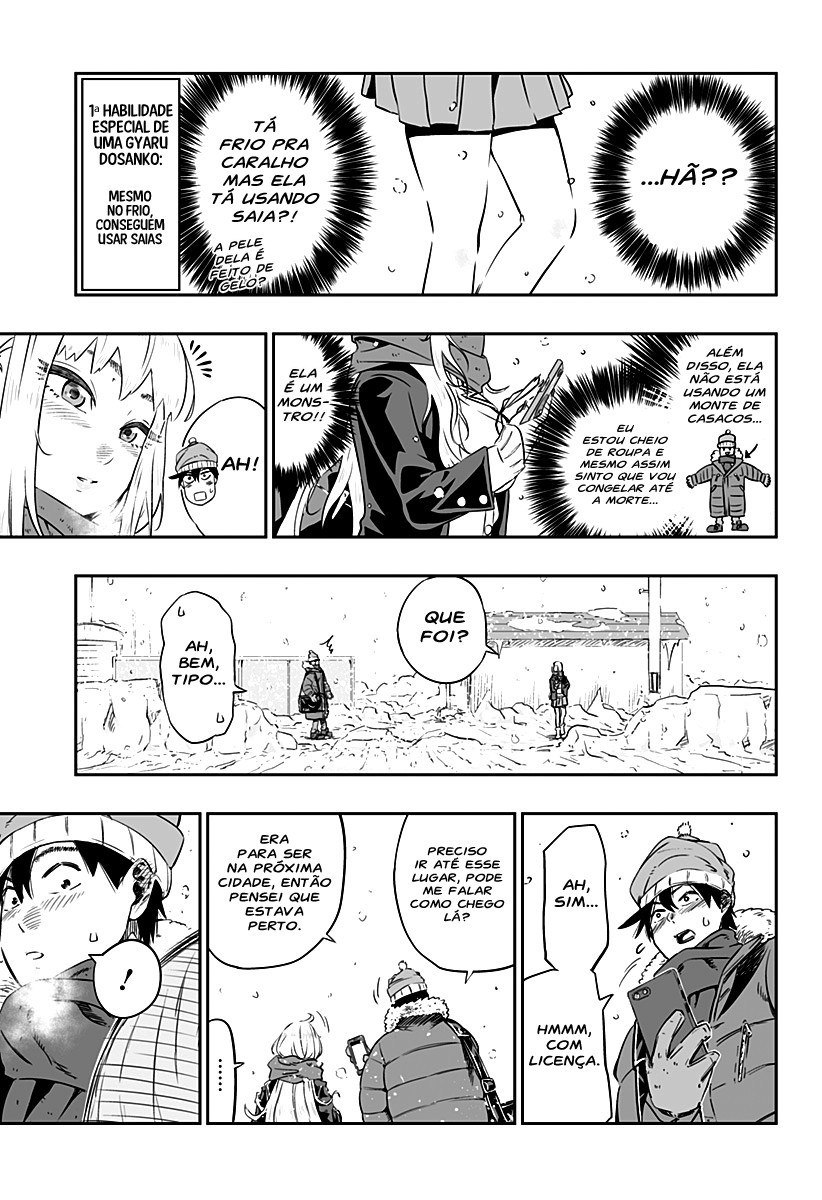 ...HÃ??
TÁ
FRIO PRA
CARALHO
MAS ELA
TÁ USANDO
SAIA?!
A PELE
DELA É
FEITO DE
GELO?
1ª HABILIDADE
ESPECIAL DE
UMA GYARU
DOSANKO:
MESMO
NO FRIO,
CONSEGUEM
USAR SAIAS
ALÉM
DISSO, ELA
NÃO ESTÁ
USANDO UM
MONTE DE
CASACOS...
EU
ESTOU CHEIO
DE ROUPA E
MESMO ASSIM
SINTO QUE VOU
CONGELAR ATÉ
A MORTE...
ELA
É UM
MONS-
TRO!!
AH!
QUE
FOI?
AH,
BEM,
TIPO...
AH,
SIM...
HMMM,
COM
LICENÇA.
PRECISO
IR ATÉ ESSE
LUGAR, PODE
ME FALAR
COMO CHEGO
LÁ?
ERA
PARA SER
NA PRÓXIMA
CIDADE, ENTÃO
PENSEI QUE
ESTAVA
PERTO.
.......
!